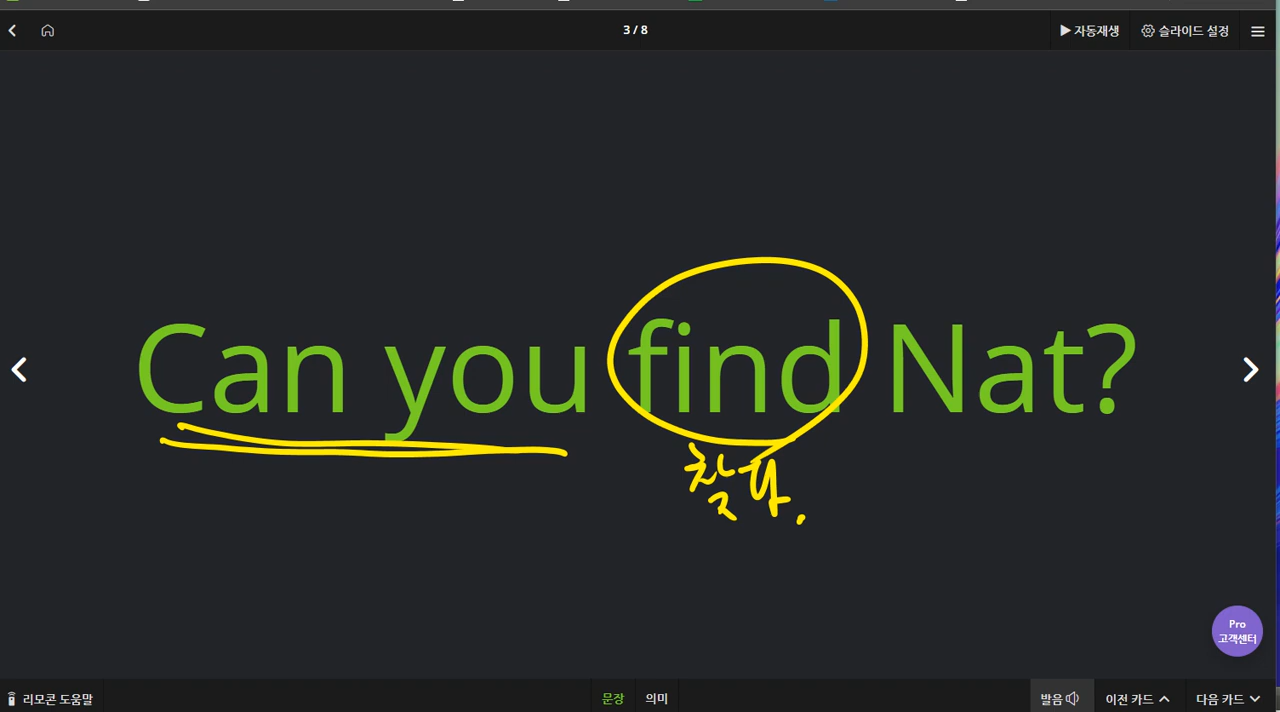 3 / 8
자동재생
슬라이드 설정
Can you find Nat?
찾다.
Pro
고객센터
리모콘 도움말
문장
의미
발음
이전 카드
다음 카드